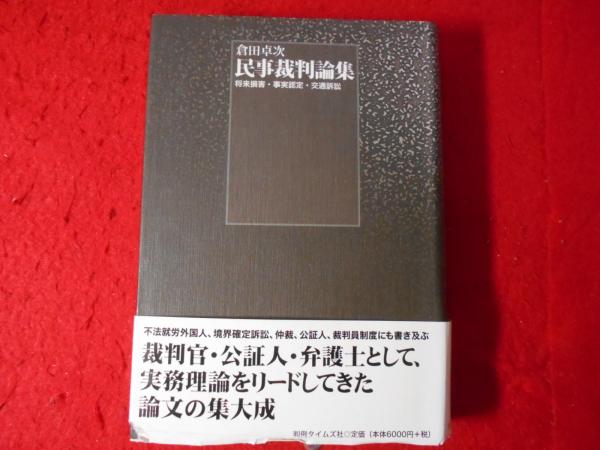 倉田卓次
民事裁判論集
将来損害・事実認定・交通訴訟
不法就労外国人、境界確定訴訟、仲裁、公証人、裁判員制度にも書き及ぶ
裁判官・公証人・弁護士として、
実務理論をリードしてきた
論文の集大成
判例タイムズ社◎定価（本体6000円＋税）